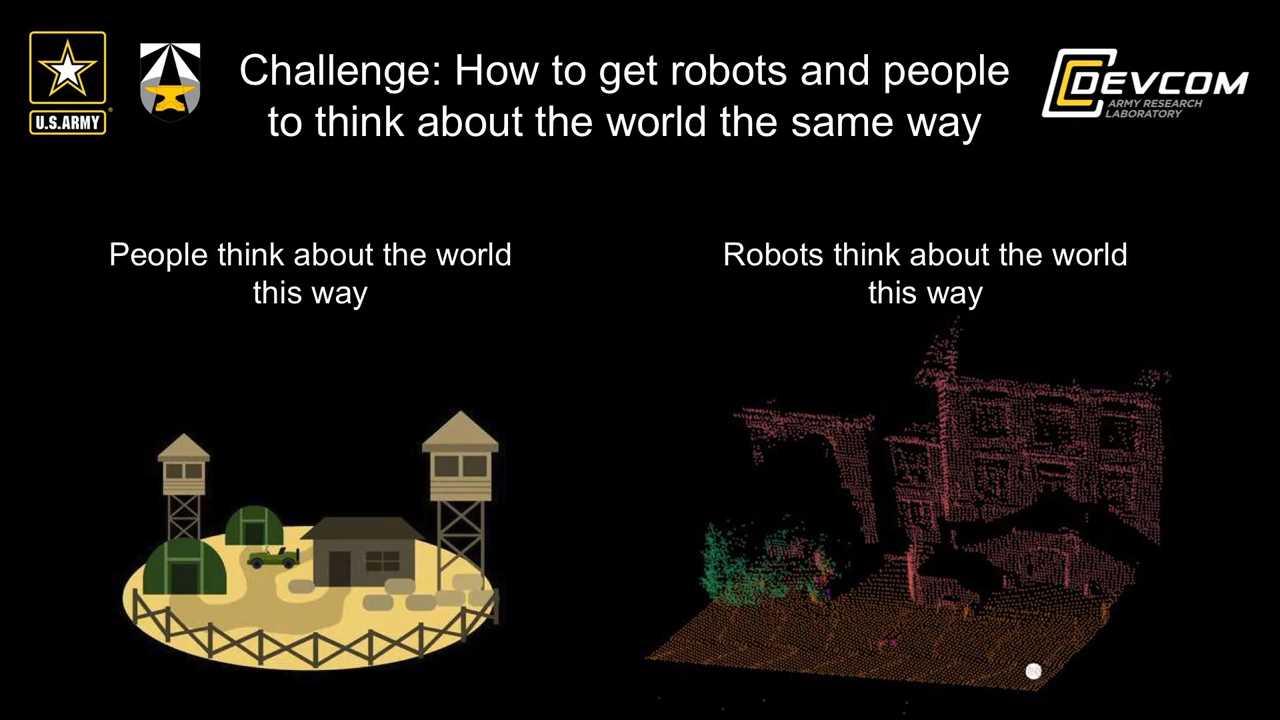 Challenge: How to get robots and people
to think about the world the same way
U.S.ARMY
DEVCOM
ARMY RESEARCH
LABORATORY
People think about the world
this way
Robots think about the world
this way